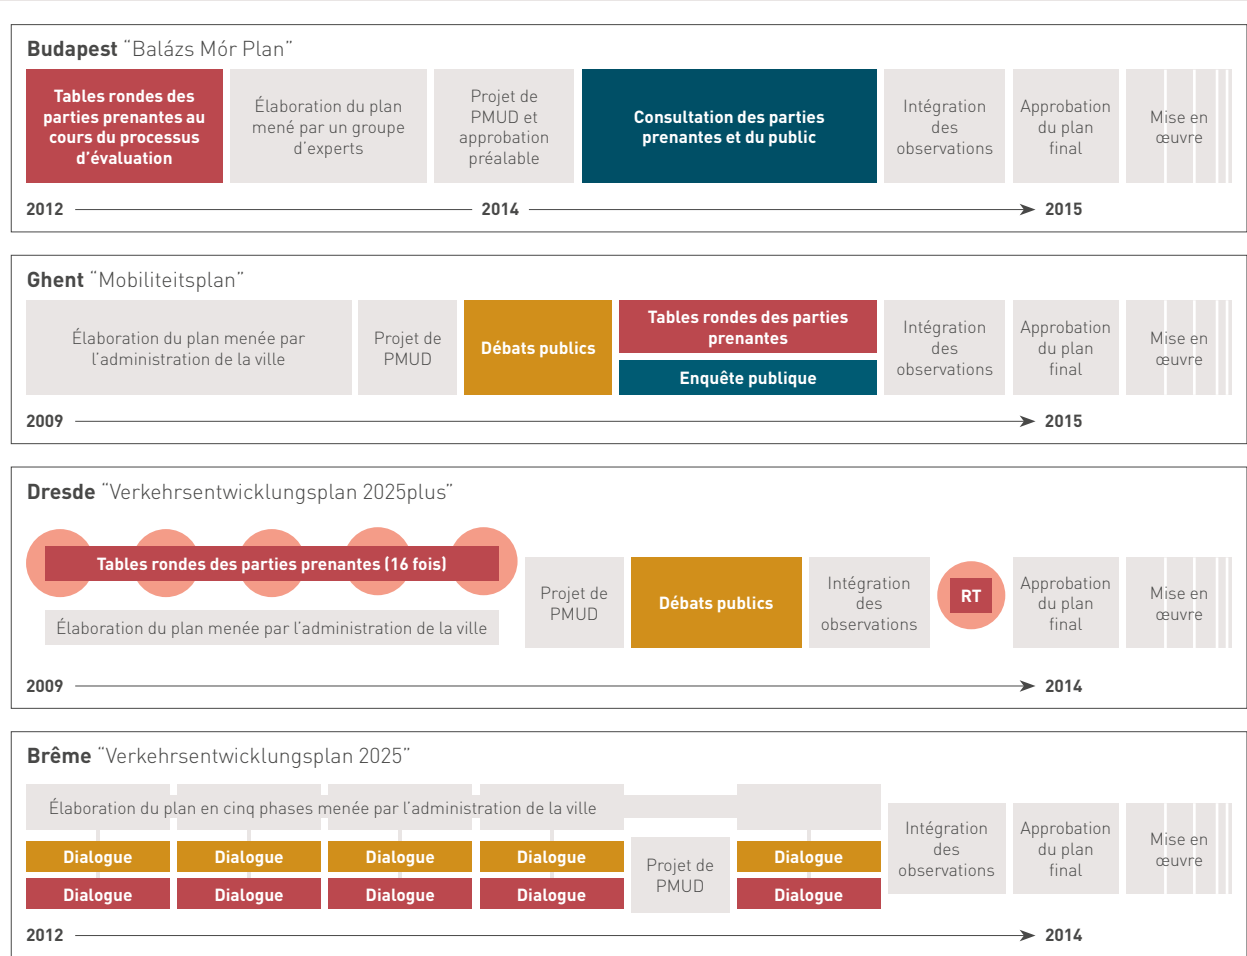 Budapest “Balázs Mór Plan”
Tables rondes des
parties prenantes au
cours du processus
d’évaluation
Élaboration du plan
mené par un groupe
d’experts
Projet de
PMUD et
approbation
préalable
Consultation des parties
prenantes et du public
Intégration
des
observations
Approbation
du plan
final
Mise en
œuvre
2012
2014
2015
Ghent “Mobiliteitsplan”
Élaboration du plan menée par
l’administration de la ville
Projet de
PMUD
Débats publics
Tables rondes des parties
prenantes
Enquête publique
Intégration
des
observations
Approbation
du plan
final
Mise en
œuvre
2009
2015
Dresde “Verkehrsentwicklungsplan 2025plus”
Tables rondes des parties prenantes (16 fois)
Élaboration du plan menée par l’administration de la ville
Projet de
PMUD
Débats publics
Intégration
des
observations
RT
Approbation
du plan
final
Mise en
œuvre
2009
2014
Brême “Verkehrsentwicklungsplan 2025”
Élaboration du plan en cinq phases menée par l’administration de la ville
Dialogue
Dialogue
Dialogue
Dialogue
Dialogue
Dialogue
Dialogue
Dialogue
Projet de
PMUD
Dialogue
Dialogue
Intégration
des
observations
Approbation
du plan
final
Mise en
œuvre
2012
2014